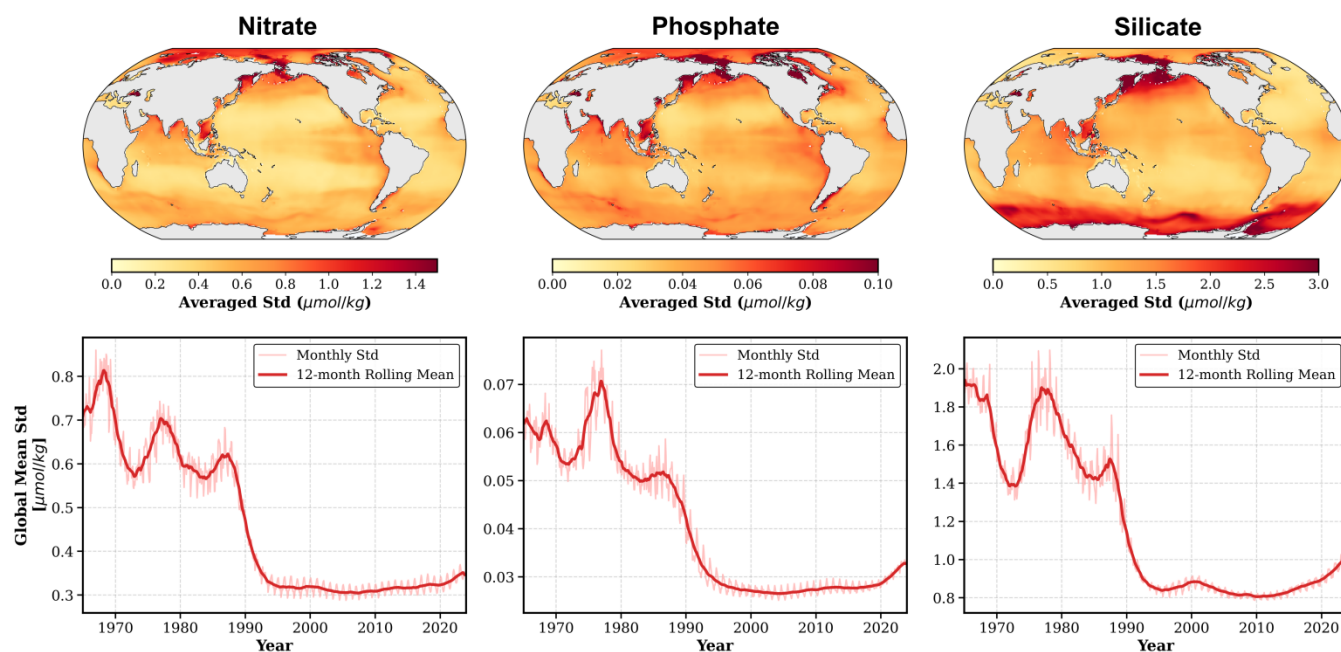 Nitrate Phosphate Silicate
0.0 0.2 0.4 0.6 0.8 1.0 1.2 1.4
Averaged Std (μmol/kg)
0.00 0.02 0.04 0.06 0.08 0.10
Averaged Std (μmol/kg)
0.0 0.5 1.0 1.5 2.0 2.5 3.0
Averaged Std (μmol/kg)
Global Mean Std
[μmol/kg]
0.8
0.7
0.6
0.5
0.4
0.3
Monthly Std
12-month Rolling Mean
1970 1980 1990 2000 2010 2020
Year
0.07
0.06
0.05
0.04
0.03
Monthly Std
12-month Rolling Mean
1970 1980 1990 2000 2010 2020
Year
2.0
1.8
1.6
1.4
1.2
1.0
0.8
Monthly Std
12-month Rolling Mean
1970 1980 1990 2000 2010 2020
Year